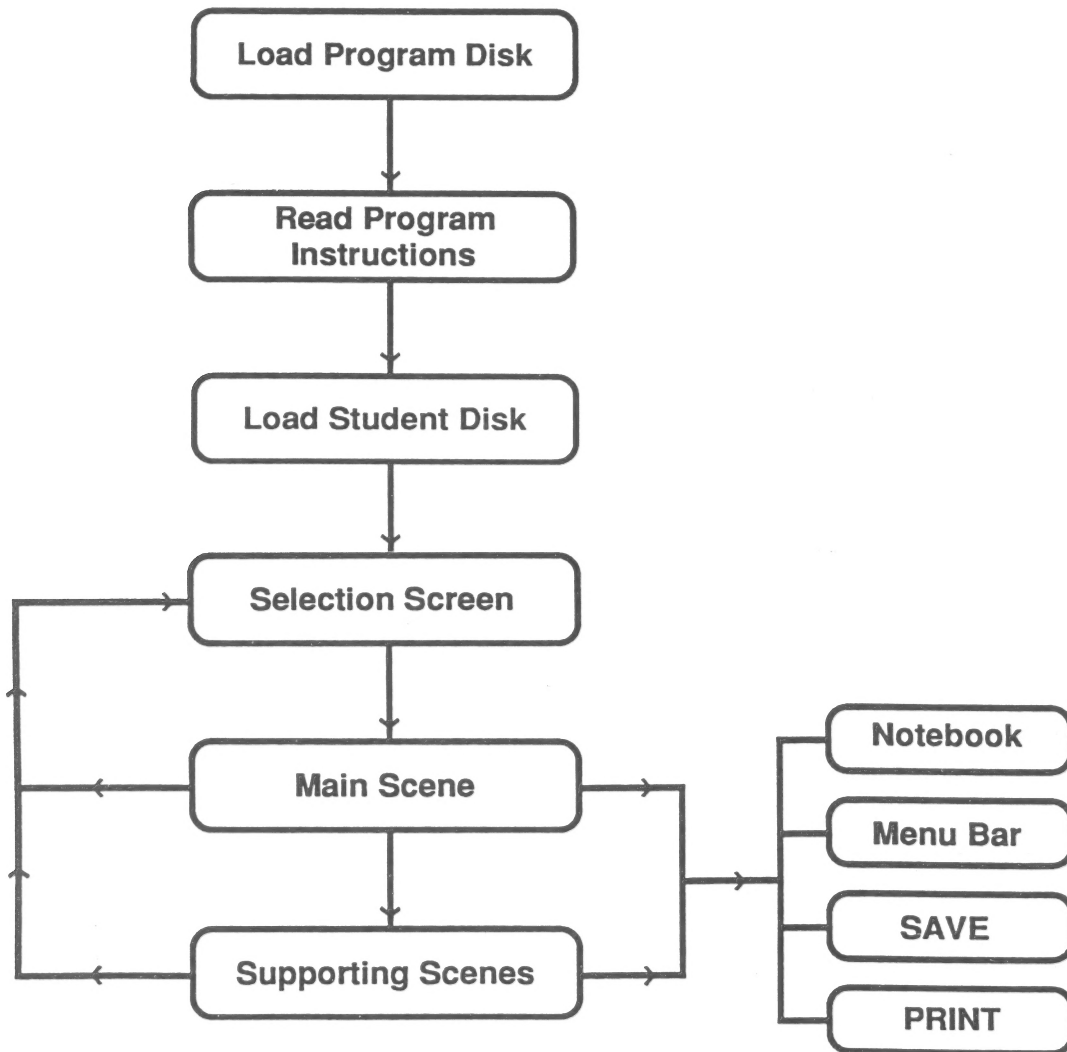 Load Program Disk
Read Program
Instructions
Load Student Disk
Selection Screen
Main Scene
Supporting Scenes
Notebook
Menu Bar
SAVE
PRINT